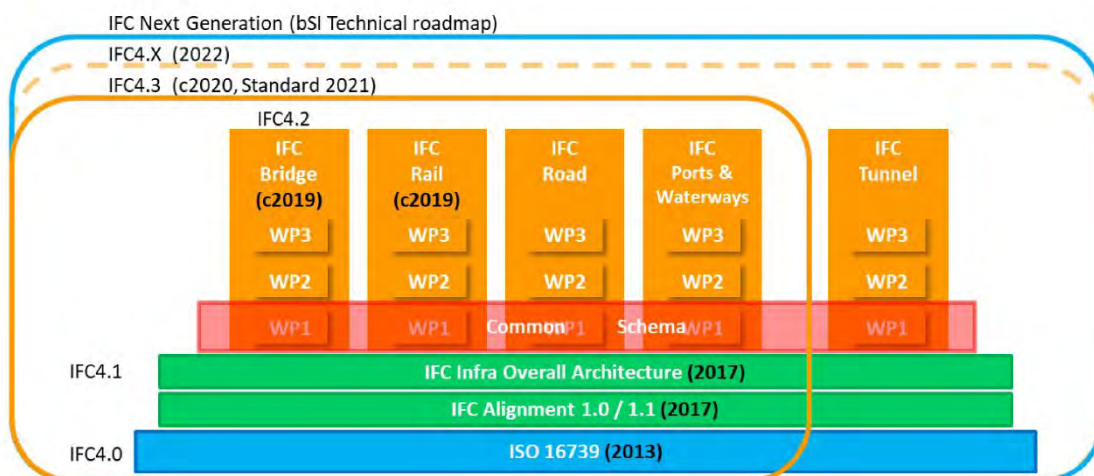 IFC Next Generation (bSI Technical roadmap)
IFC4.X (2022)
IFC4.3 (c2020, Standard 2021)
IFC4.2
IFC
Bridge
(c2019)
WP3
WP2
WP1
IFC
Rail
(c2019)
WP3
WP2
WP1
IFC
Road
WP3
WP2
WP1
IFC
Ports &
Waterways
WP3
WP2
WP1
IFC
Tunnel
WP3
WP2
WP1
Common Schema
IFC4.1
IFC Infra Overall Architecture (2017)
IFC Alignment 1.0 / 1.1 (2017)
IFC4.0
ISO 16739 (2013)